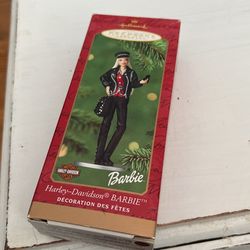 Hallmark
KEEPSAKE
ORNAMENT
HARLEY-DAVIDSON
Barbie
Harley-Davidson® BARBIE™
DÉCORATION DES FÊTES